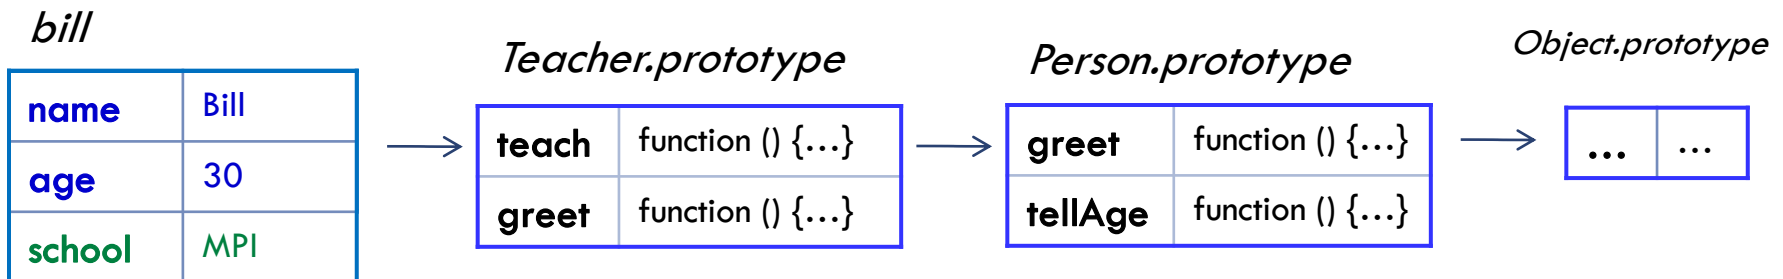 bill
name Bill
age 30
school MPI
Teacher.prototype
teach function () {...}
greet function () {...}
Person.prototype
greet function () {...}
tellAge function () {...}
Object.prototype
... ...